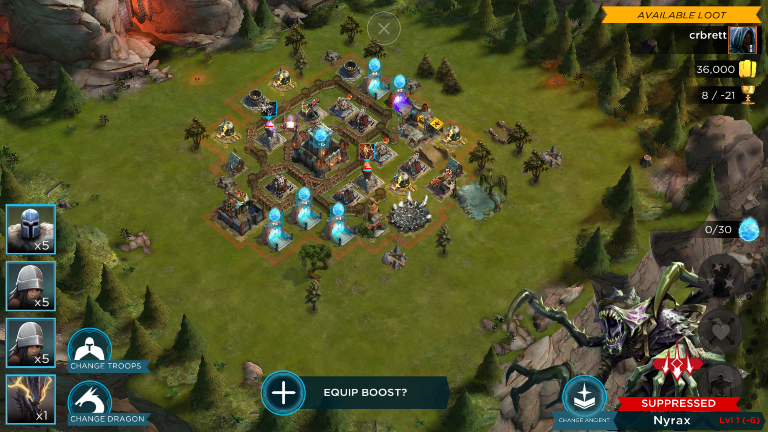 AVAILABLE LOOT
crbrett
36,000
8 / -21
0/30
x5
x5
x5
x1
CHANGE TROOPS
CHANGE DRAGON
EQUIP BOOST?
CHANGE ANCIENT
SUPPRESSED
Nyrax
Lvl 1 (-6)